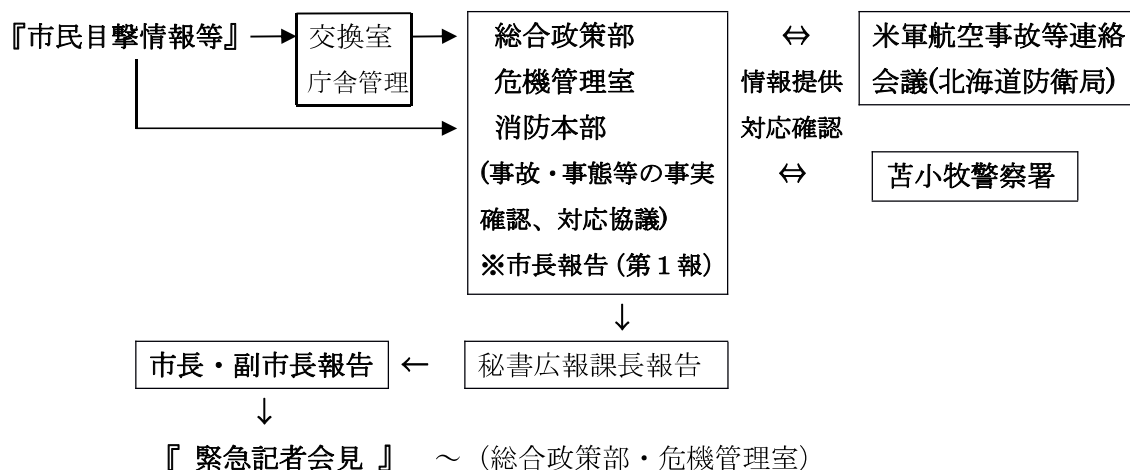 『市民目撃情報等』
交換室
庁舎管理
総合政策部
危機管理室
消防本部
(事故・事態等の事実
確認、対応協議)
※市長報告(第1報)
⇔
情報提供
対応確認
⇔
米軍航空事故等連絡
会議(北海道防衛局)
苫小牧警察署
↓
市長・副市長報告 ← 秘書広報課長報告
↓
『 緊急記者会見 』 ～ (総合政策部・危機管理室)